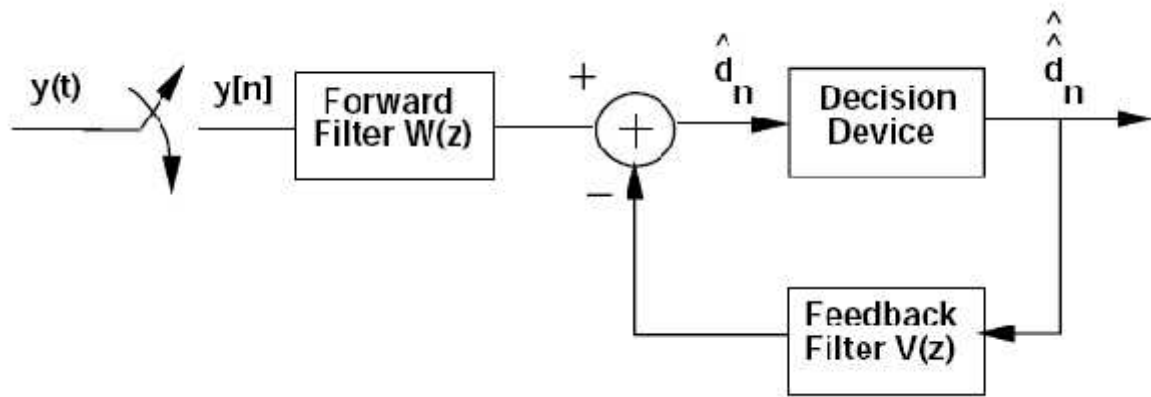 y(t)
y[n]
Forward
Filter W(z)
+
+
−
^
d
n
Decision
Device
^
^
d
n
Feedback
Filter V(z)